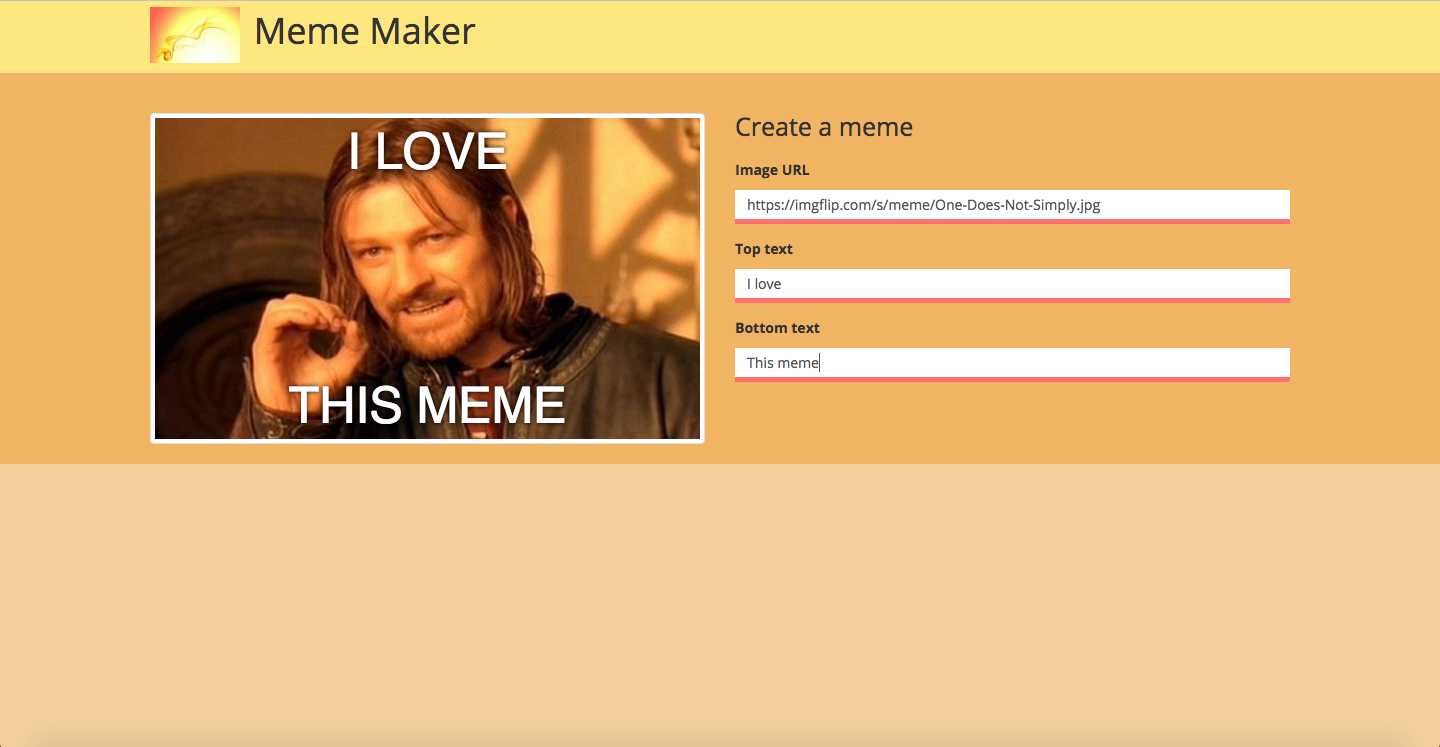 Meme Maker
I LOVE
THIS MEME
Create a meme
Image URL
https://imgflip.com/s/meme/One-Does-Not-Simply.jpg
Top text
I love
Bottom text
This meme